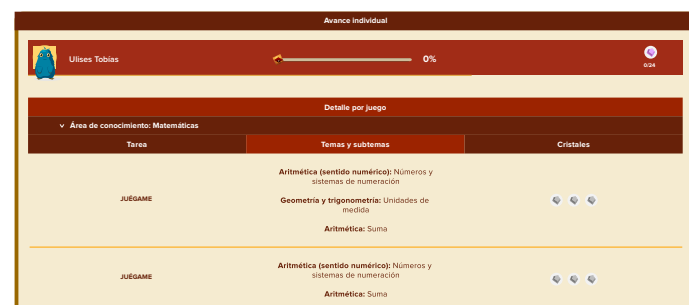 Avance individual
Ulises Tobías
0%
0/24
Detalle por juego
Área de conocimiento: Matemáticas
Tarea
Temas y subtemas
Cristales
Aritmética (sentido numérico): Números y
sistemas de numeración
JUÉGAME
Geometría y trigonometría: Unidades de
medida
Aritmética: Suma
Aritmética (sentido numérico): Números y
sistemas de numeración
JUÉGAME
Aritmética: Suma